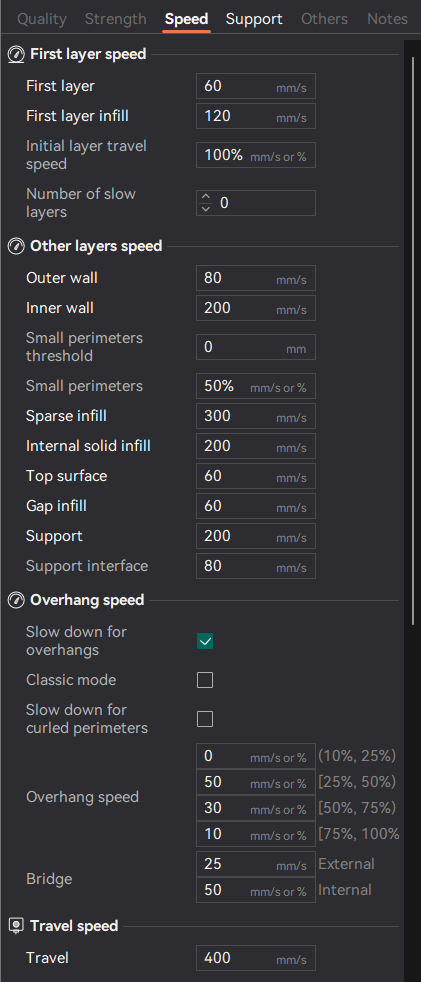 Quality Strength Speed Support Others Notes
First layer speed
First layer 60 mm/s
First layer infill 120 mm/s
Initial layer travel
speed 100% mm/s or %
Number of slow
layers 0
Other layers speed
Outer wall 80 mm/s
Inner wall 200 mm/s
Small perimeters
threshold 0 mm
Small perimeters 50% mm/s or %
Sparse infill 300 mm/s
Internal solid infill 200 mm/s
Top surface 60 mm/s
Gap infill 60 mm/s
Support 200 mm/s
Support interface 80 mm/s
Overhang speed
Slow down for
overhangs
Classic mode
Slow down for
curled perimeters
Overhang speed
0 mm/s or % (10%, 25%)
50 mm/s or % [25%, 50%)
30 mm/s or % [50%, 75%)
10 mm/s or % [75%, 100%
Bridge
25 mm/s External
50 mm/s or % Internal
Travel speed
Travel 400 mm/s